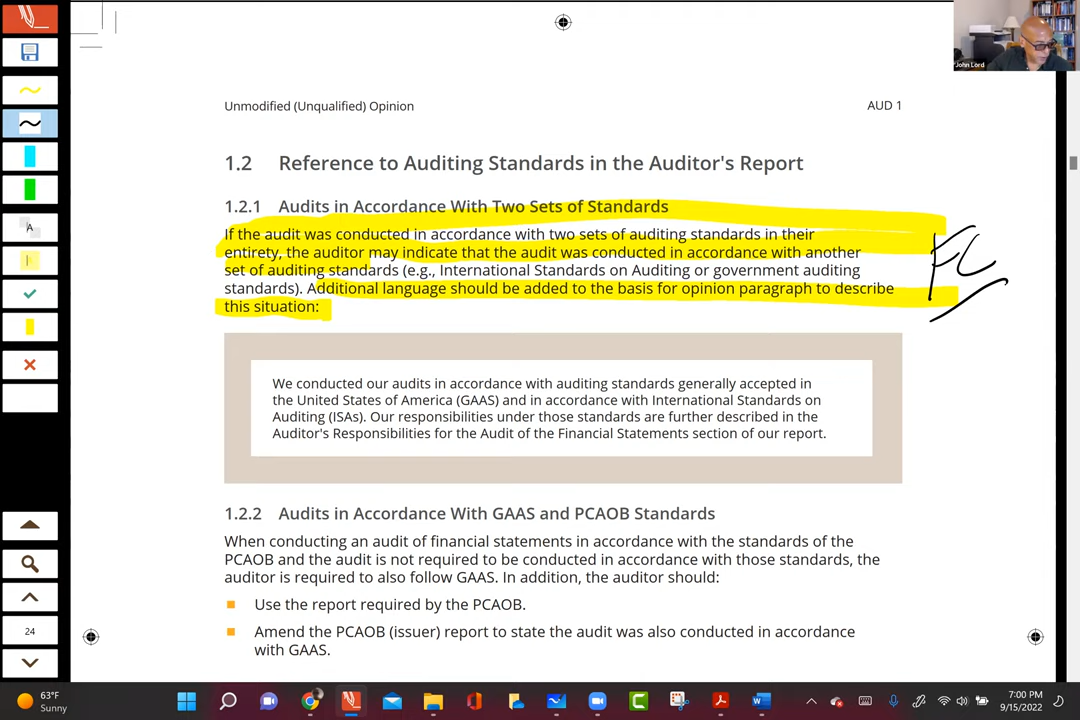 John Lord
Unmodified (Unqualified) Opinion
AUD 1
1.2 Reference to Auditing Standards in the Auditor's Report
1.2.1 Audits in Accordance With Two Sets of Standards
If the audit was conducted in accordance with two sets of auditing standards in their
entirety, the auditor may indicate that the audit was conducted in accordance with another
set of auditing standards (e.g., International Standards on Auditing or government auditing
standards). Additional language should be added to the basis for opinion paragraph to describe
this situation:
FC
We conducted our audits in accordance with auditing standards generally accepted in
the United States of America (GAAS) and in accordance with International Standards on
Auditing (ISAs). Our responsibilities under those standards are further described in the
Auditor's Responsibilities for the Audit of the Financial Statements section of our report.
1.2.2 Audits in Accordance With GAAS and PCAOB Standards
When conducting an audit of financial statements in accordance with the standards of the
PCAOB and the audit is not required to be conducted in accordance with those standards, the
auditor is required to also follow GAAS. In addition, the auditor should:
Use the report required by the PCAOB.
Amend the PCAOB (issuer) report to state the audit was also conducted in accordance
with GAAS.
A
24
63°F
Sunny
7:00 PM
9/15/2022